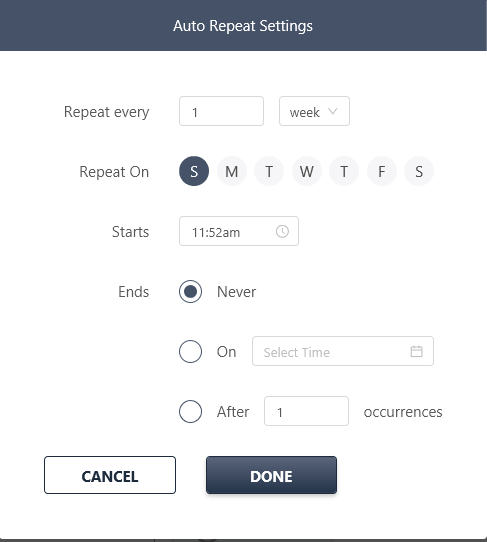 Auto Repeat Settings
Repeat every 1 week
Repeat On S M T W T F S
Starts 11:52am
Ends Never
On Select Time
After 1 occurrences
CANCEL DONE